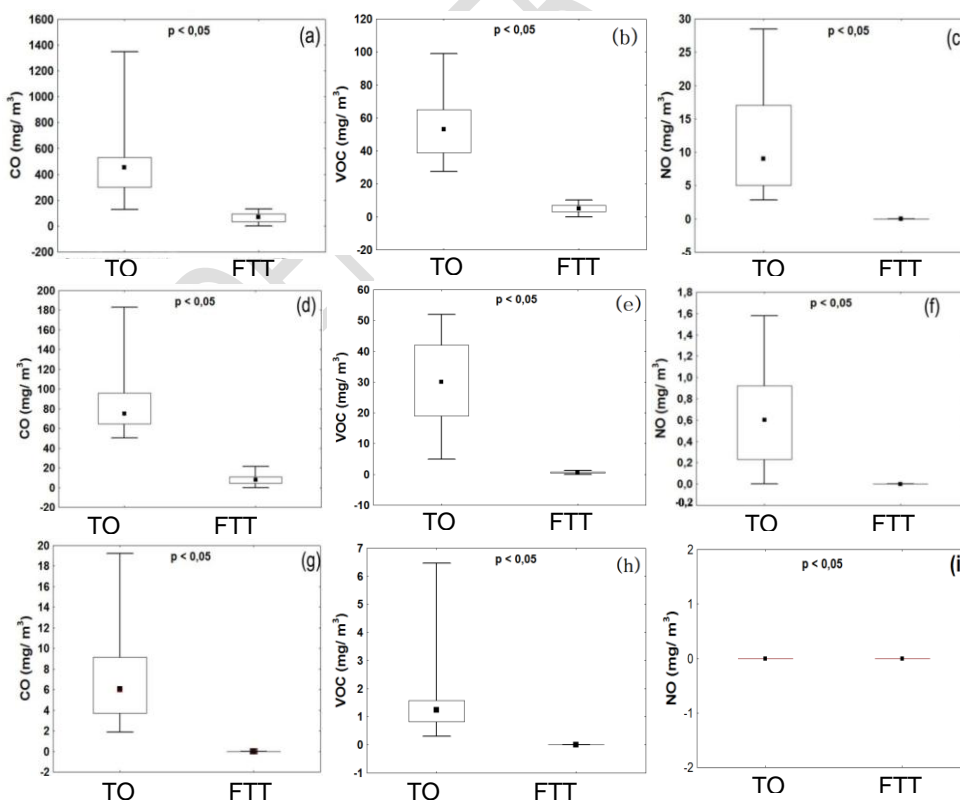 1600
1400
1200
1000
800
600
400
200
0
-200
CO (mg/ m³)
p < 0,05
(a)
TO FTT
120
100
80
60
40
20
0
-20
VOC (mg/ m³)
p < 0,05
(b)
TO FTT
30
25
20
15
10
5
0
-5
NO (mg/ m³)
p < 0,05
(c
TO FTT
200
180
160
140
120
100
80
60
40
20
0
-20
CO (mg/ m³)
p < 0,05
(d)
TO FTT
60
50
40
30
20
10
0
-10
VOC (mg/ m³)
p < 0,05
(e)
TO FTT
1,8
1,6
1,4
1,2
1,0
0,8
0,6
0,4
0,2
0,0
-0,2
NO (mg/ m³)
p < 0,05
(f)
TO FTT
20
18
16
14
12
10
8
6
4
2
0
-2
CO (mg/ m³)
p < 0,05
(g)
TO FTT
7
6
5
4
3
2
1
0
-1
VOC (mg/ m³)
p < 0,05
(h)
TO FTT
2
1
0
-1
-2
NO (mg/ m³)
p < 0,05
(i
TO FTT